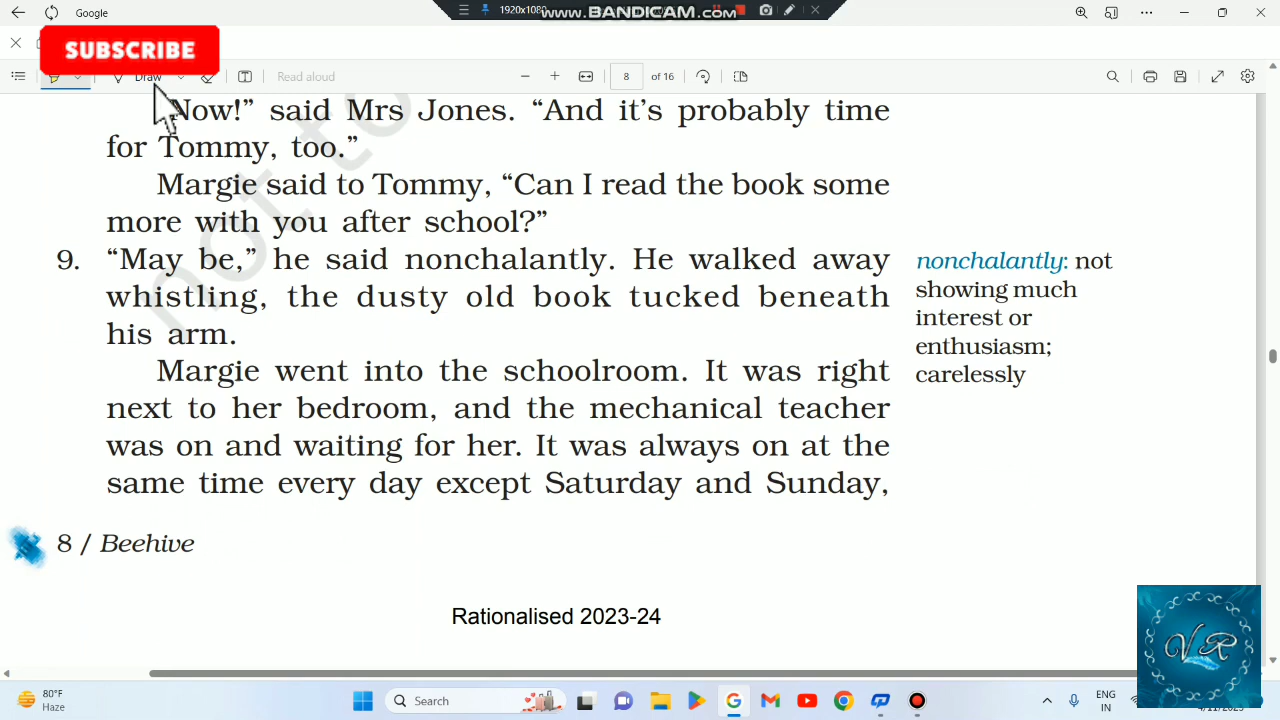 Google
1920x1080
www.BANDICAM.com
SUBSCRIBE
Draw
Read aloud
8 of 16
Now!” said Mrs Jones. “And it's probably time
for Tommy, too.”
Margie said to Tommy, “Can I read the book some
more with you after school?”
9. “May be,” he said nonchalantly. He walked away
whistling, the dusty old book tucked beneath
his arm.
nonchalantly: not
showing much
interest or
enthusiasm;
carelessly
Margie went into the schoolroom. It was right
next to her bedroom, and the mechanical teacher
was on and waiting for her. It was always on at the
same time every day except Saturday and Sunday,
8 / Beehive
Rationalised 2023-24
not to
VR
80°F
Haze
Search
ENG
IN